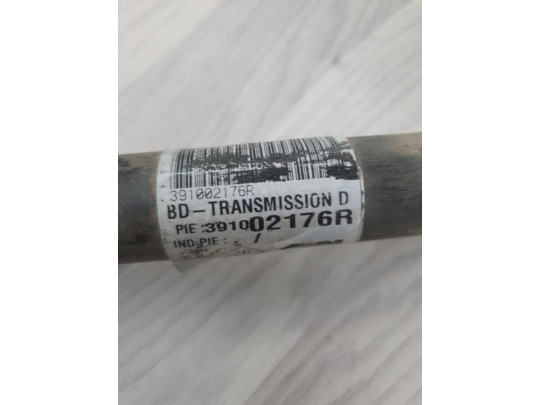 391002176R
BD-TRANSMISSION D
PIE :391002176R
IND-PIE : /